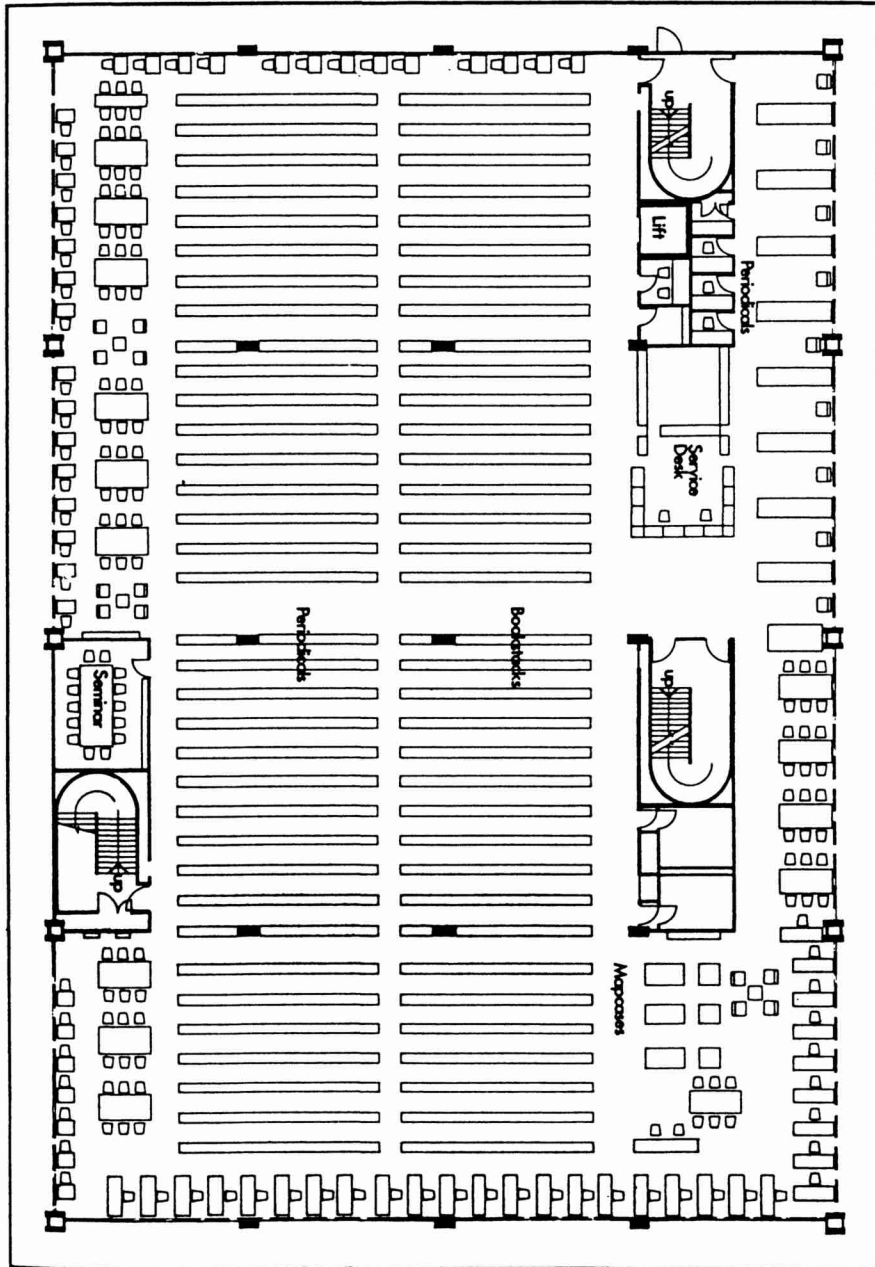 up
Lift
Periodicals
Service
Desk
Periodicals
Bookstacks
up
Seminar
up
Mapcases